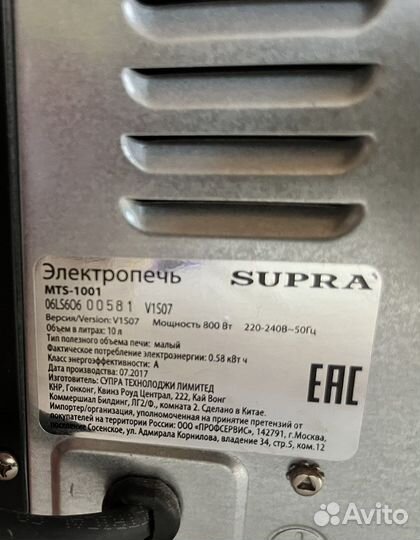 Электропечь SUPRA
MTS-1001
06LS6O6 00581 V1S07
Версия/Version: V1S07 Мощность 800 Вт 220-240В~50Гц
Объем в литрах: 10 л
Тип полезного объема печи: малый
Фактическое потребление электроэнергии: 0.58 кВт ч
Класс энергоэффективности: А
Дата производства: 07.2017
Изготовитель: СУПРА ТЕХНОЛОДЖИ ЛИМИТЕД
КНР, Гонконг, Квинз Роуд Централ, 222, Кай Вонг
Коммершиал Билдинг, ЛГ2/Ф., комната 2. Сделано в Китае.
Импортер/организация, уполномоченная на принятие претензий от
покупателей на территории России: ООО «ПРОФСЕРВИС», 142791, г.Москва,
поселение Сосенское, ул. Адмирала Корнилова, владение 34, стр.5, ком.12
EAC
Avito